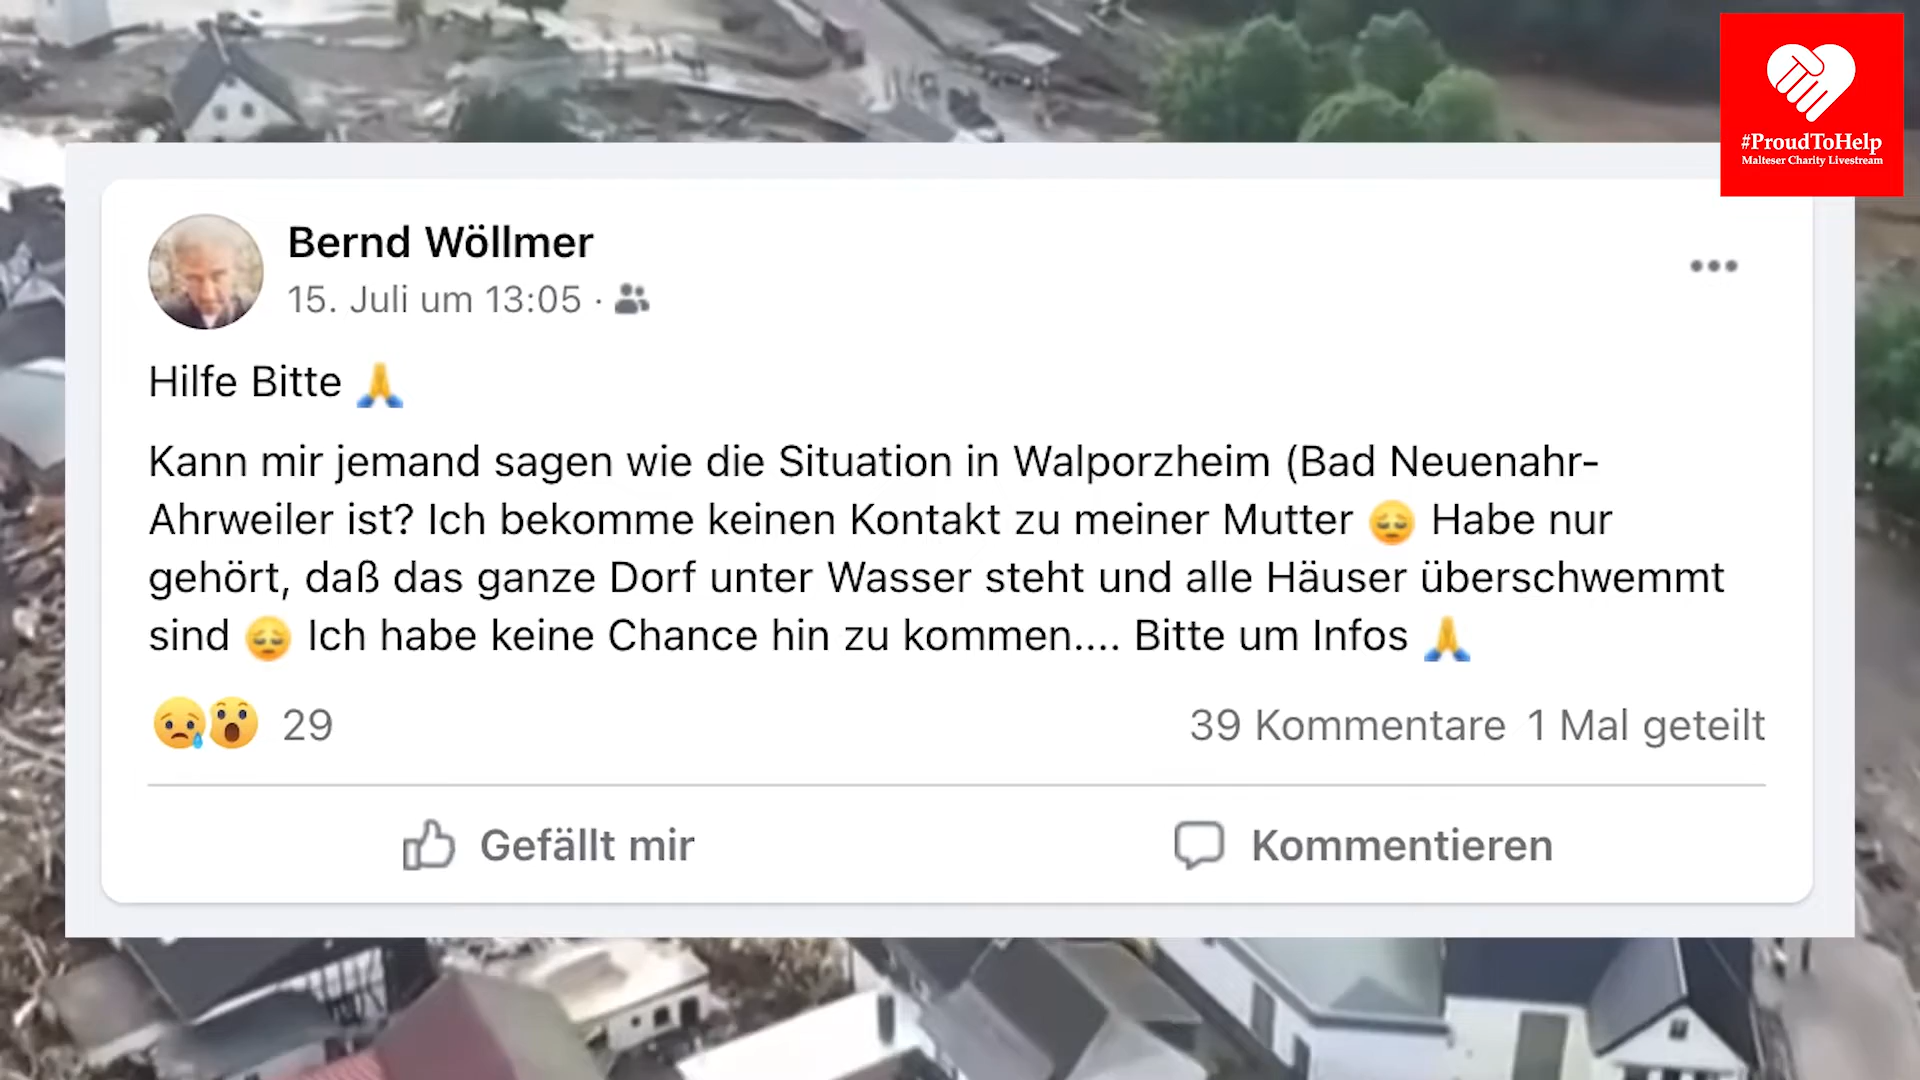 #ProudToHelp
Malteser Charity Livestream
Bernd Wöllmer
15. Juli um 13:05 ·
Hilfe Bitte 🙏
Kann mir jemand sagen wie die Situation in Walporzheim (Bad Neuenahr-
Ahrweiler ist? Ich bekomme keinen Kontakt zu meiner Mutter 😔 Habe nur
gehört, daß das ganze Dorf unter Wasser steht und alle Häuser überschwemmt
sind 😔 Ich habe keine Chance hin zu kommen.... Bitte um Infos 🙏
29
39 Kommentare 1 Mal geteilt
Gefällt mir
Kommentieren